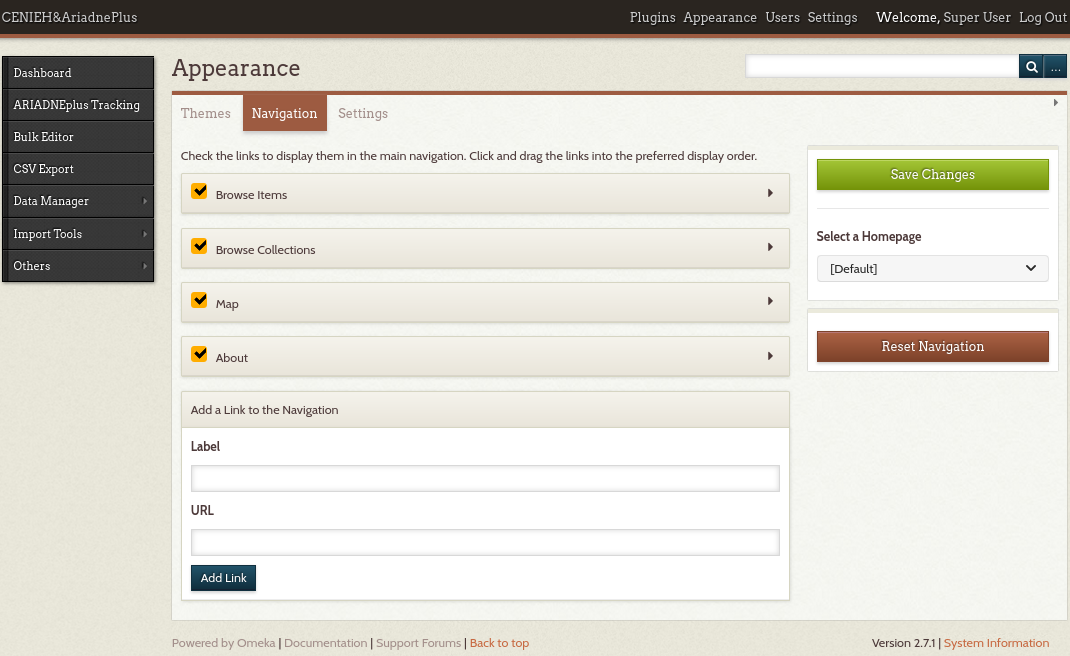 CENIEH&AriadnePlus
Plugins Appearance Users Settings Welcome, Super User Log Out
Dashboard
ARIADNEplus Tracking
Bulk Editor
CSV Export
Data Manager
Import Tools
Others
Appearance
...
Themes Navigation Settings
Check the links to display them in the main navigation. Click and drag the links into the preferred display order.
Browse Items
Browse Collections
Map
About
Add a Link to the Navigation
Label
URL
Add Link
Save Changes
Select a Homepage
[Default]
Reset Navigation
Powered by Omeka | Documentation | Support Forums | Back to top
Version 2.7.1 | System Information